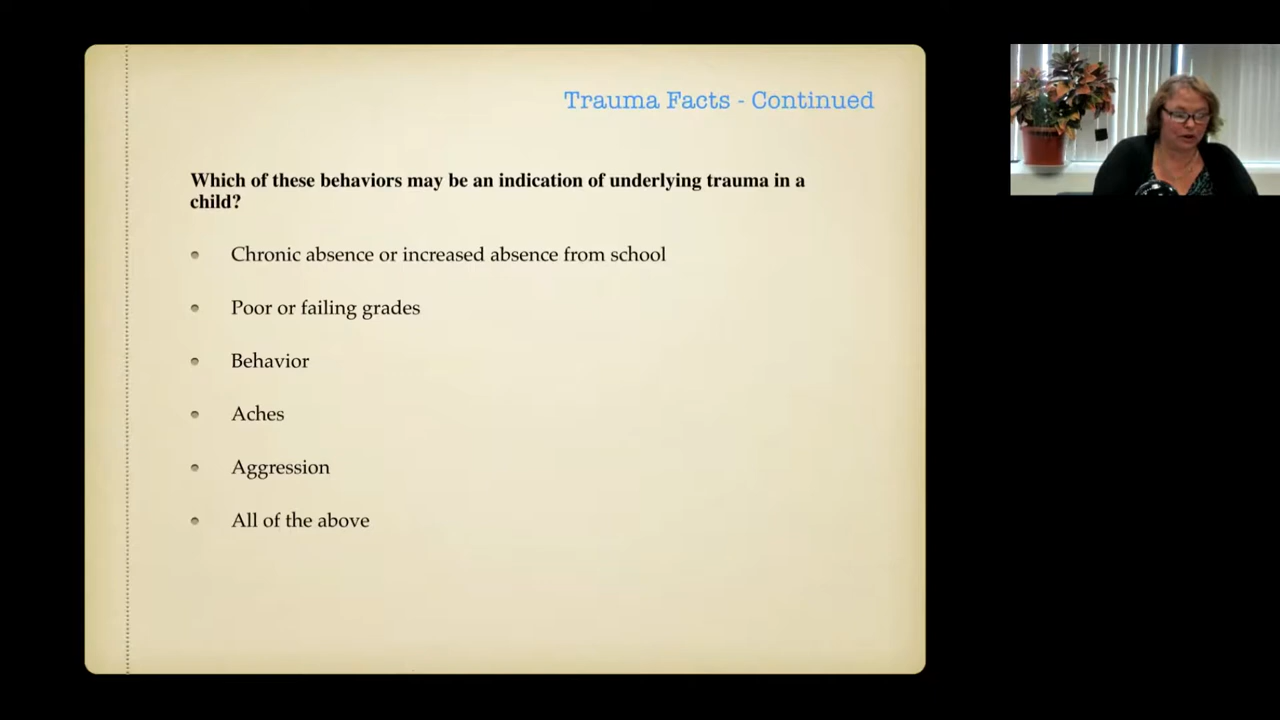 Trauma Facts - Continued
Which of these behaviors may be an indication of underlying trauma in a
child?
Chronic absence or increased absence from school
Poor or failing grades
Behavior
Aches
Aggression
All of the above